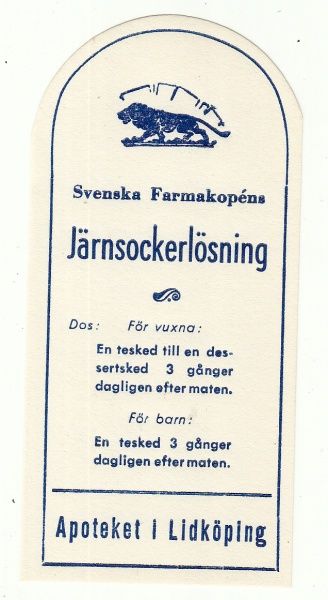 Svenska Farmakopéns
Järnsockerlösning
Dos: För vuxna:
En tesked till en des-
sertsked 3 gånger
dagligen efter maten.
För barn:
En tesked 3 gånger
dagligen efter maten.
Apoteket i Lidköping